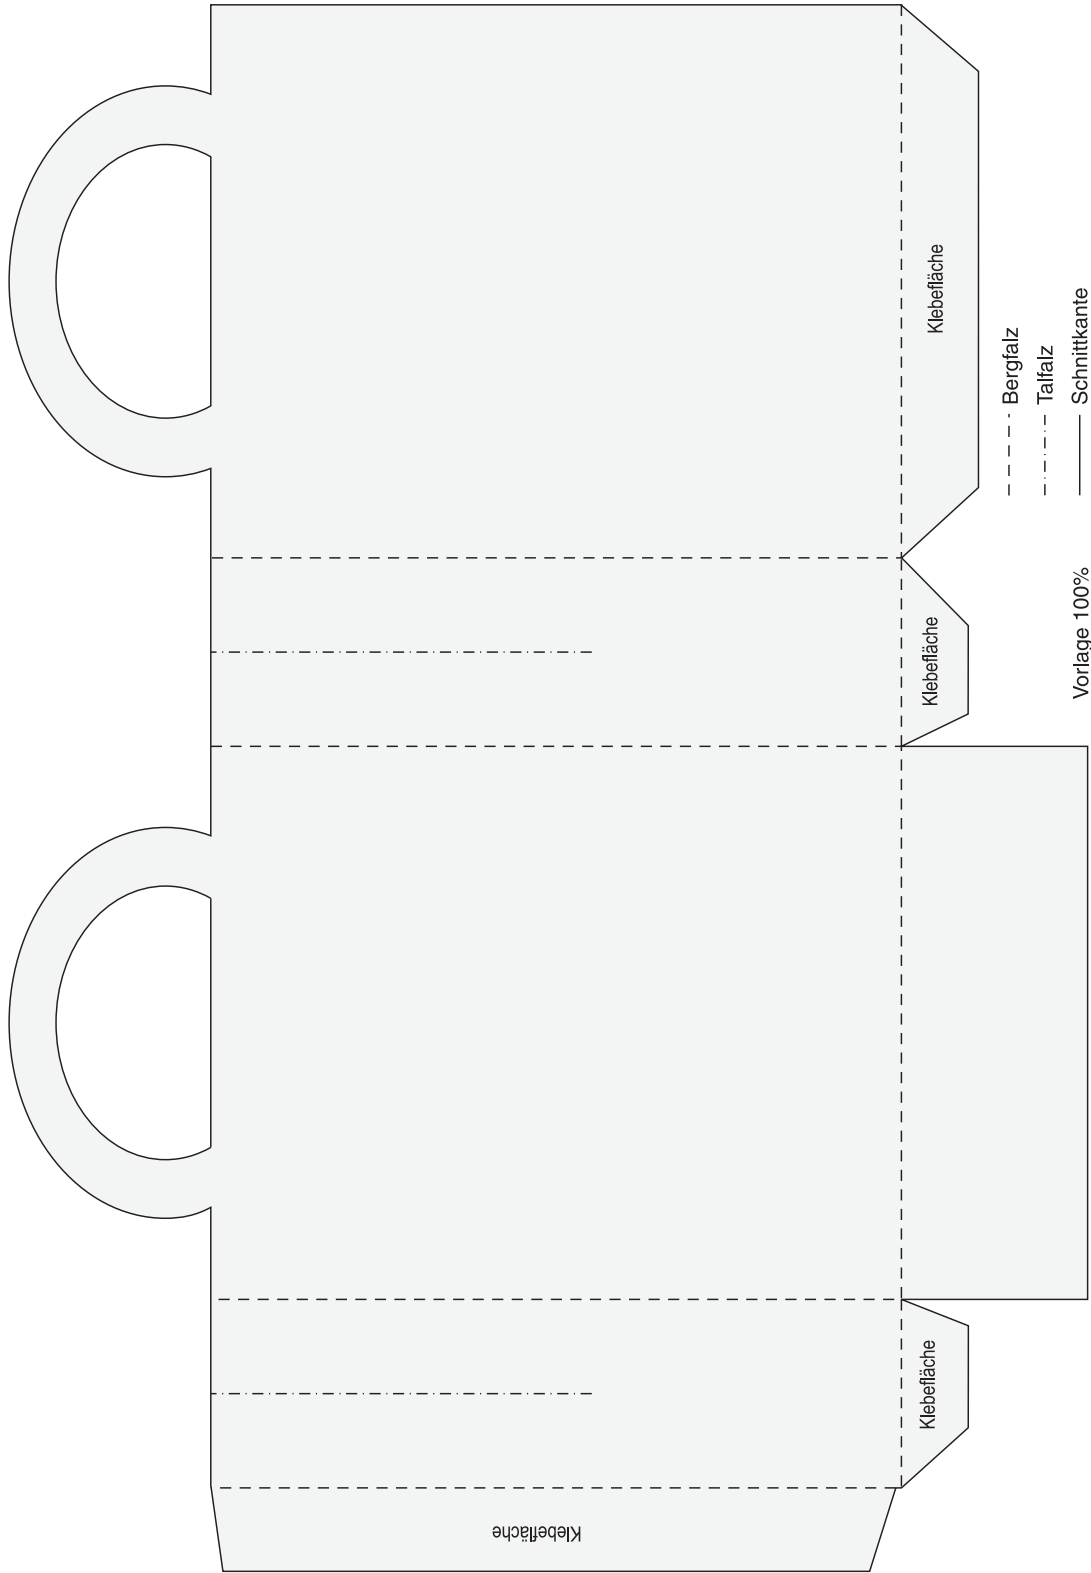 Klebefläche
Klebefläche
Klebefläche
Klebefläche
Bergfalz
Talfalz
Schnittkante
Vorlage 100%